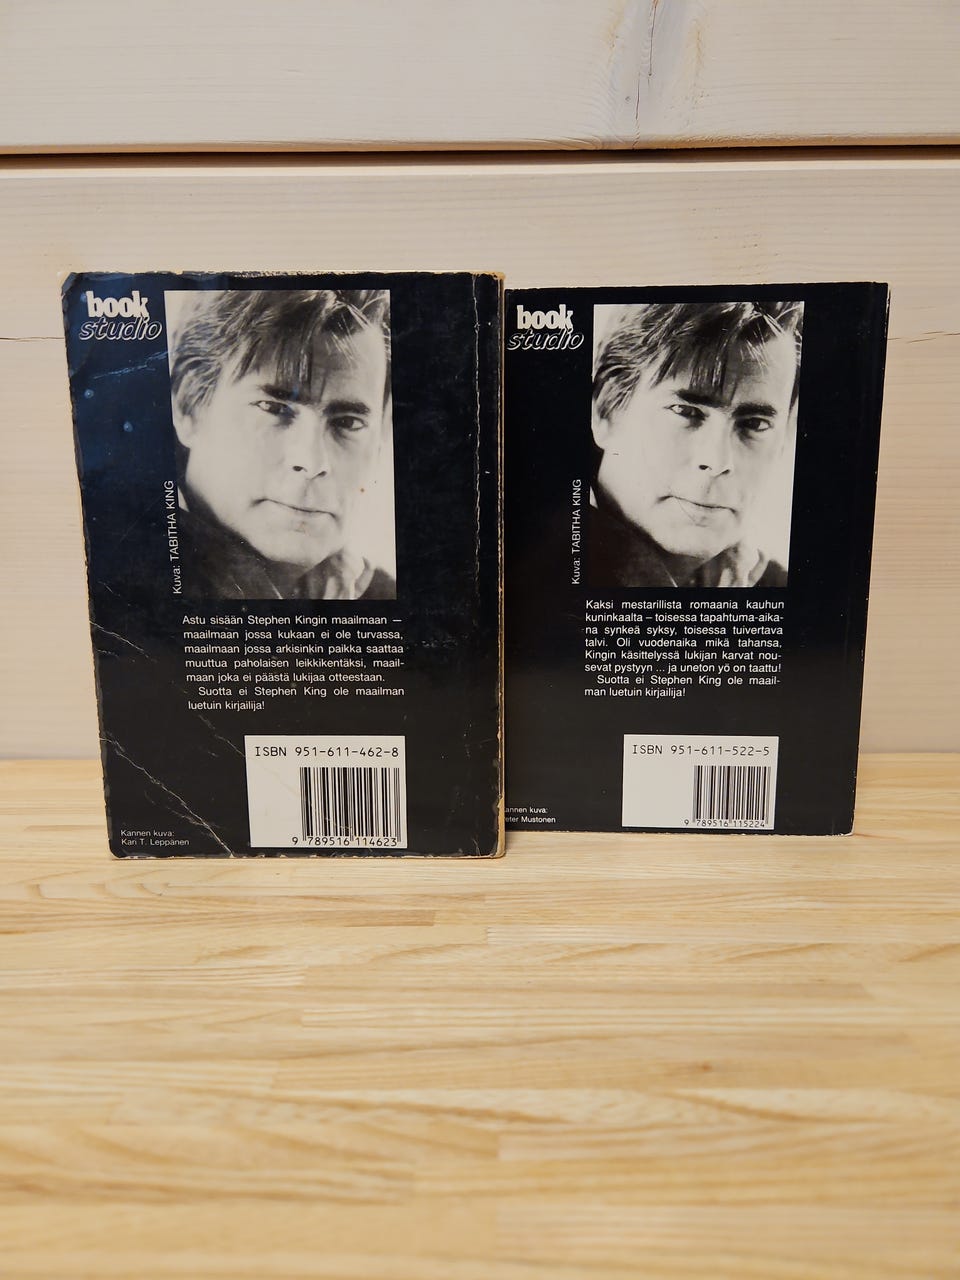 book
studio
Kuva: TABITHA KING
Astu sisään Stephen Kingin maailmaan —
maailmaan jossa kukaan ei ole turvassa,
maailmaan jossa arkisinkin paikka saattaa
muuttua paholaisen leikkikentäksi, maail-
maan joka ei päästä lukijaa otteestaan.
Suotta ei Stephen King ole maailman
luetuin kirjailija!
ISBN 951-611-462-8
9 789516 114623
Kannen kuva:
Kari T. Leppänen
book
studio
Kuva: TABITHA KING
Kaksi mestarillista romaania kauhun
kuninkaalta – toisessa tapahtuma-aika-
na synkeä syksy, toisessa tuivertava
talvi. Oli vuodenaika mikä tahansa,
Kingin käsittelyssä lukijan karvat nou-
sevat pystyyn ... ja uneton yö on taattu!
Suotta ei Stephen King ole maail-
man luetuin kirjailija!
ISBN 951-611-522-5
9 789516 115224
kuva:
Mustonen